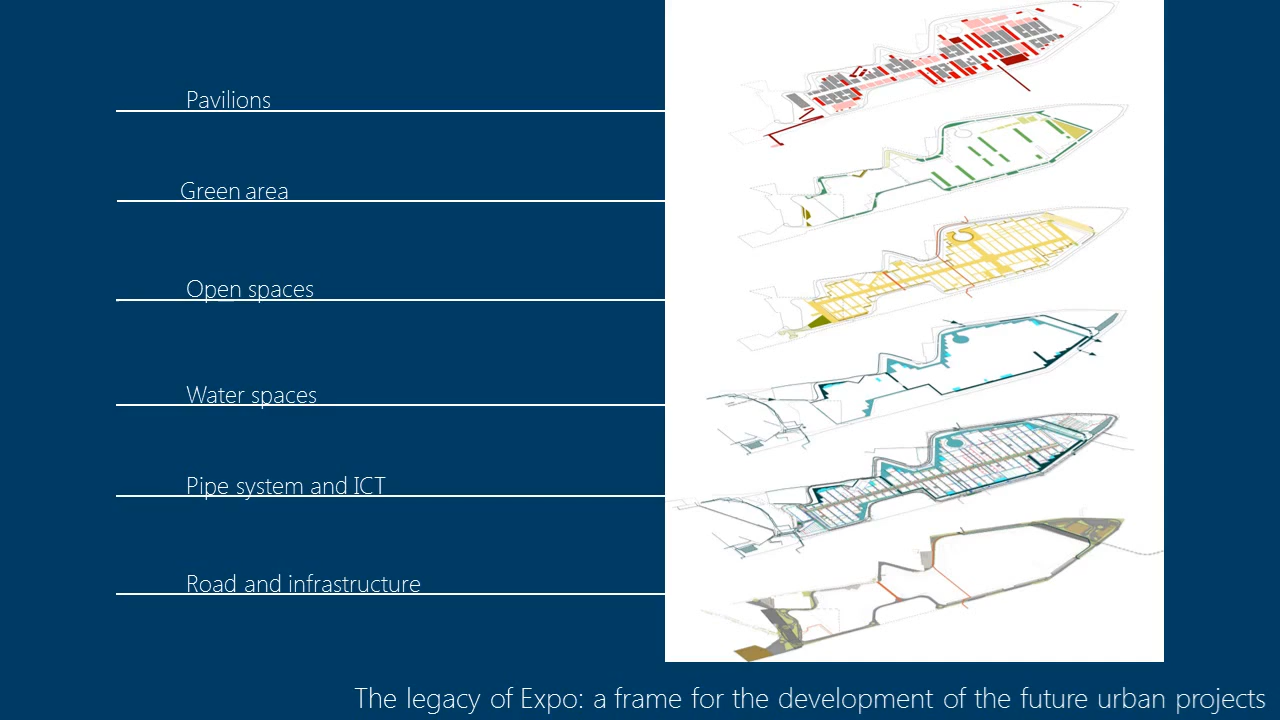 Pavilions
Green area
Open spaces
Water spaces
Pipe system and ICT
Road and infrastructure
The legacy of Expo: a frame for the development of the future urban projects